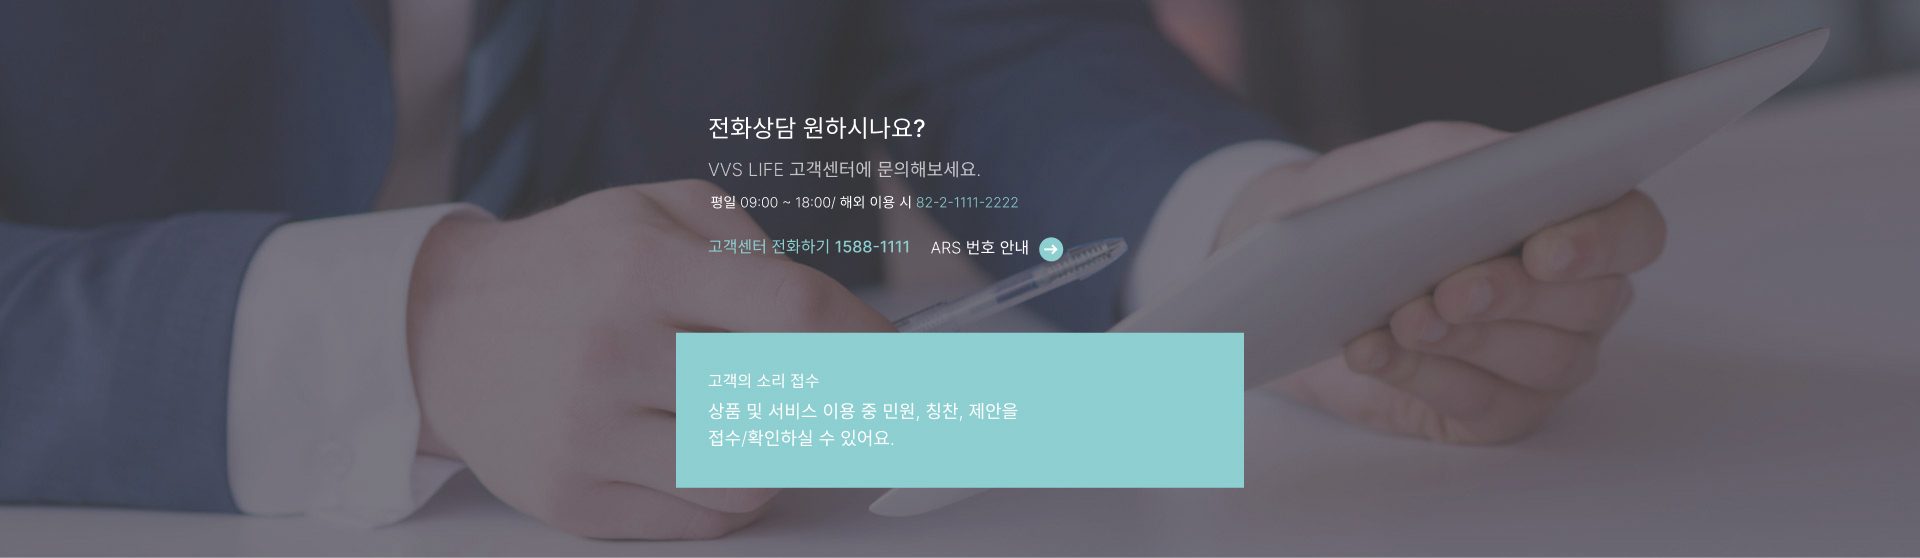 전화상담 원하시나요?
VVS LIFE 고객센터에 문의해보세요.
평일 09:00 ~ 18:00/ 해외 이용 시 82-2-1111-2222
고객센터 전화하기 1588-1111 ARS 번호 안내
고객의 소리 접수
상품 및 서비스 이용 중 민원, 칭찬, 제안을
접수/확인하실 수 있어요.